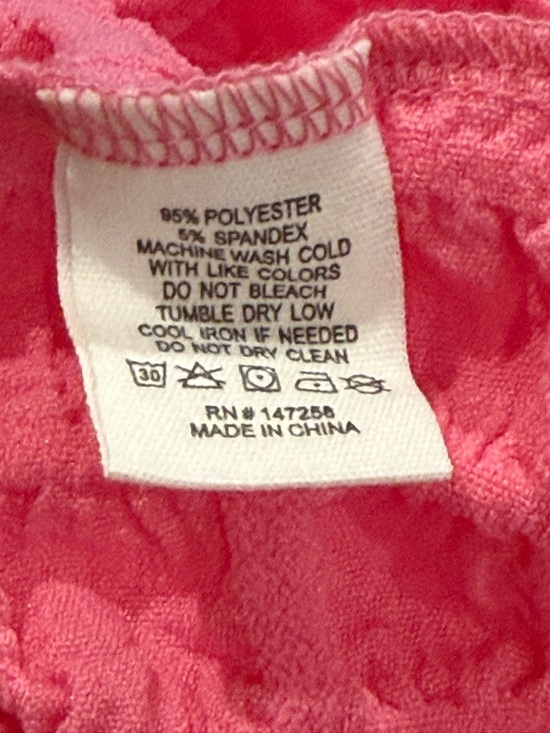 95% POLYESTER
5% SPANDEX
MACHINE WASH COLD
WITH LIKE COLORS
DO NOT BLEACH
TUMBLE DRY LOW
COOL IRON IF NEEDED
DO NOT DRY CLEAN
30
RN # 147256
MADE IN CHINA